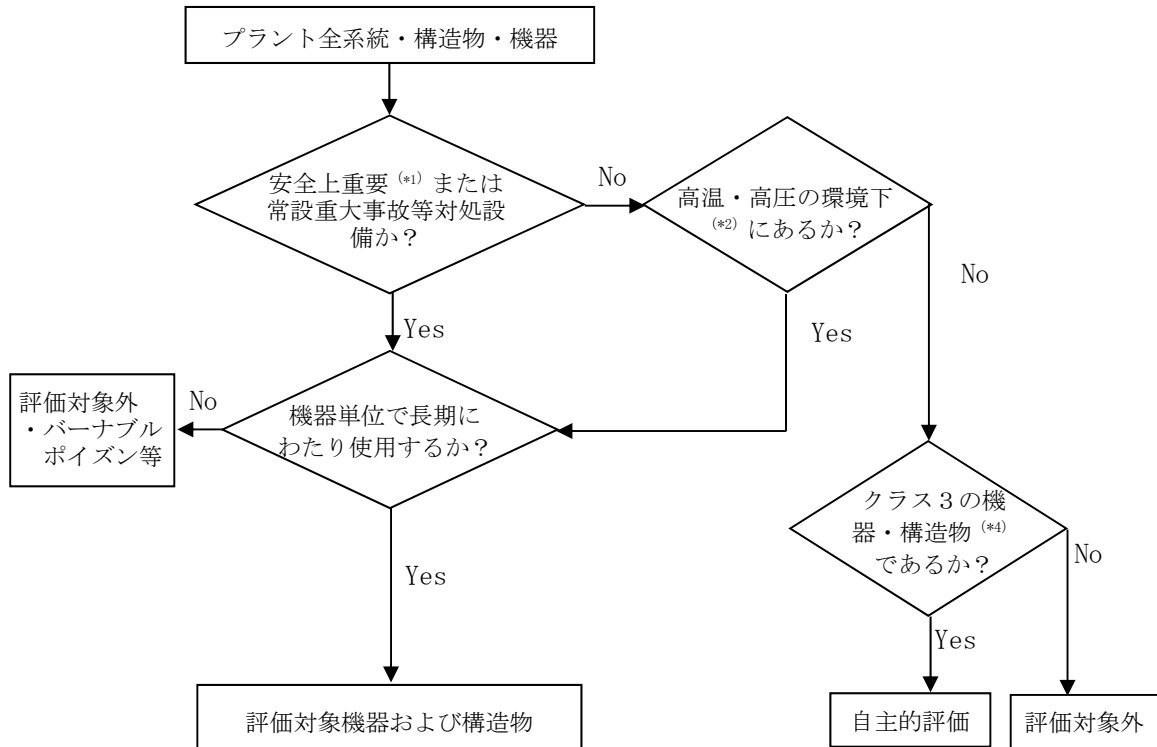 プラント全系統・構造物・機器
安全上重要(*1)または
常設重大事故等対処設
備か？
No
高温・高圧の環境下
(*2)にあるか？
No
Yes
Yes
評価対象外
・バーナブル
ポイズン等
No
機器単位で長期に
わたり使用するか？
クラス３の機
器・構造物(*4)
であるか？
Yes
No
Yes
評価対象機器および構造物
自主的評価
評価対象外